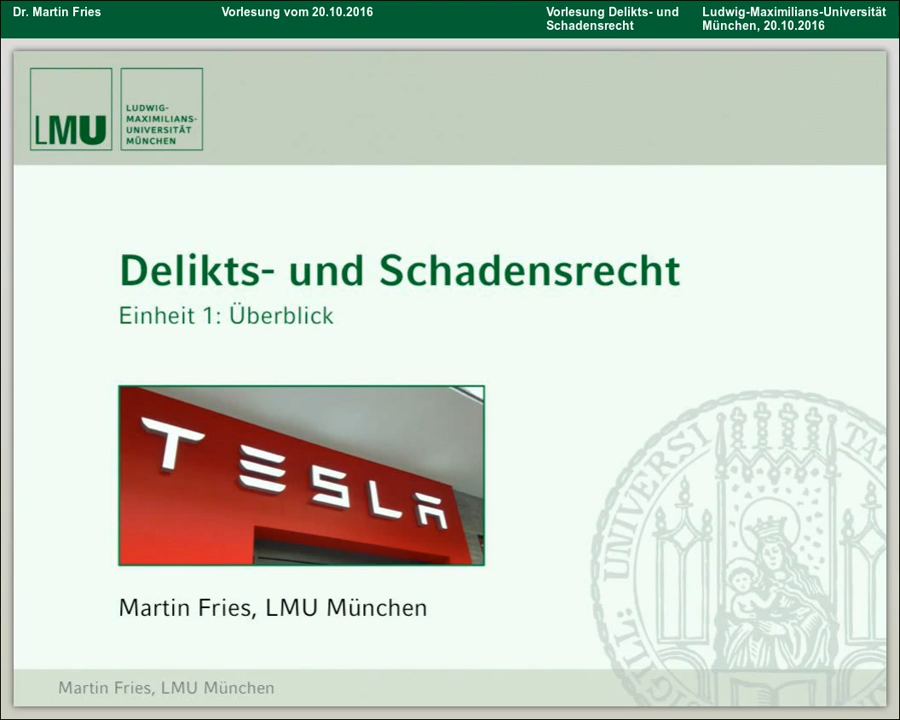 Dr. Martin Fries
Vorlesung vom 20.10.2016
Vorlesung Delikts- und
Schadensrecht
Ludwig-Maximilians-Universität
München, 20.10.2016
LMU
LUDWIG-
MAXIMILIANS-
UNIVERSITÄT
MÜNCHEN
Delikts- und Schadensrecht
Einheit 1: Überblick
TESLA
Martin Fries, LMU München
Martin Fries, LMU München